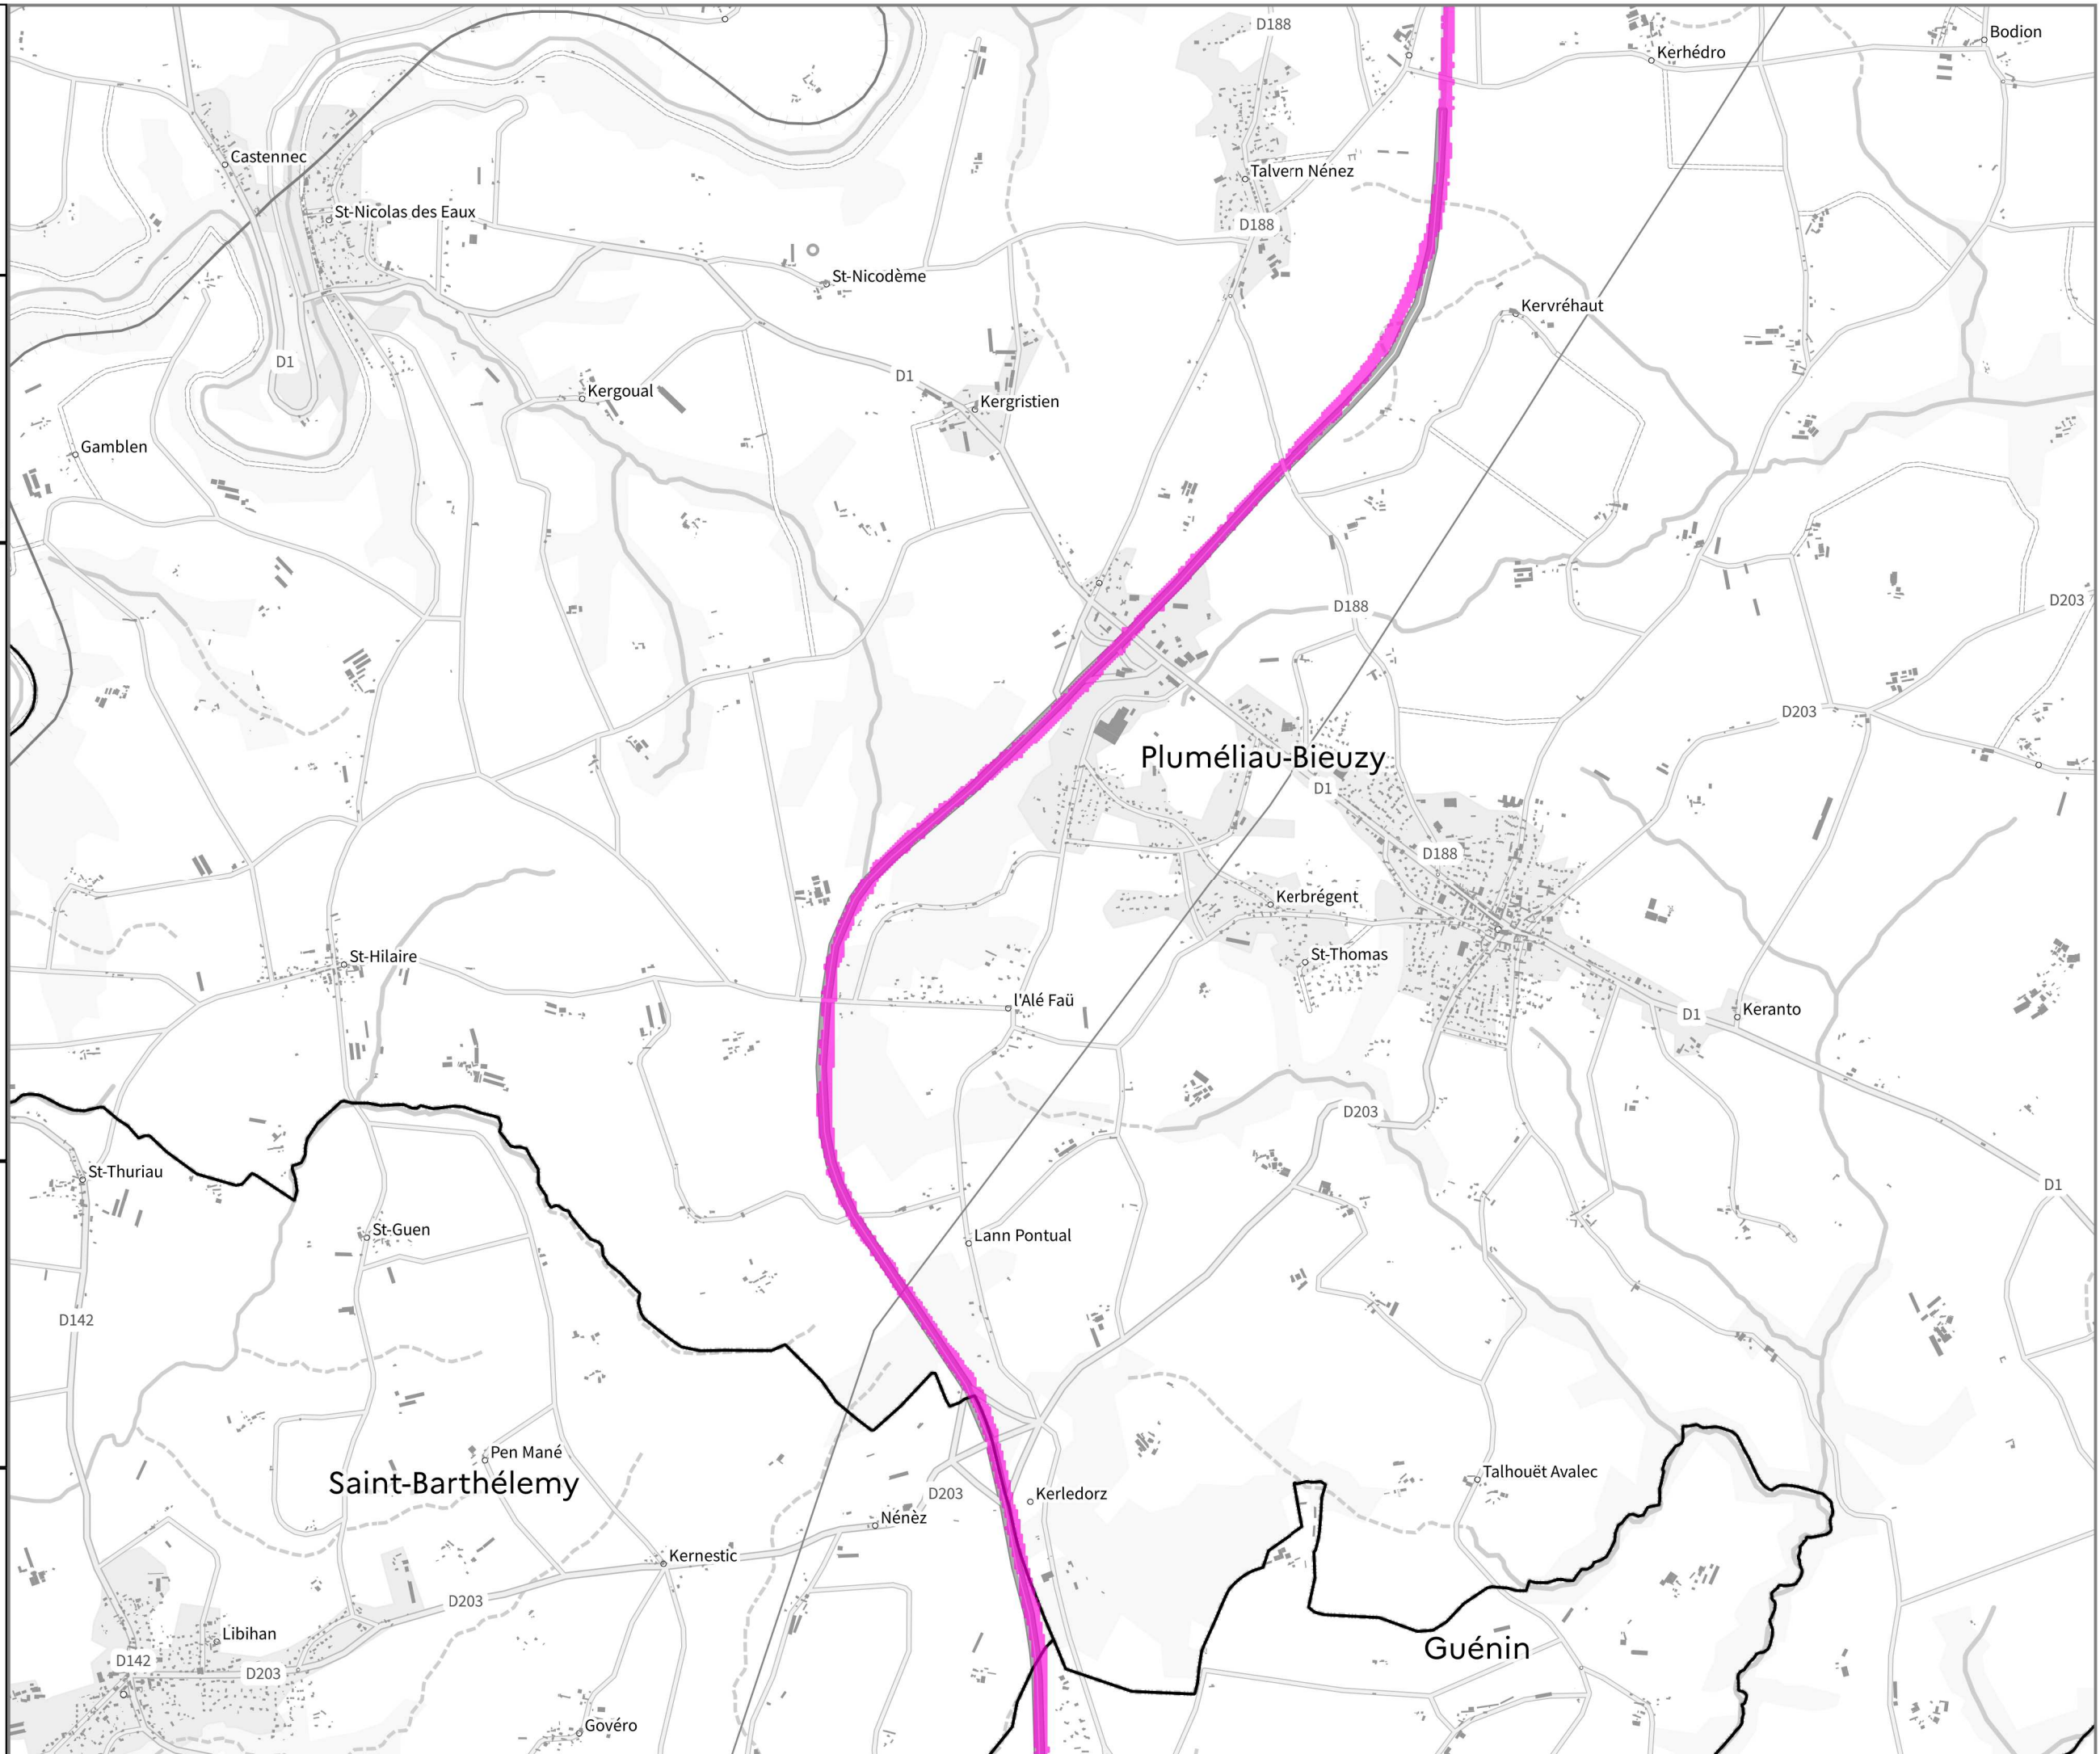 D188
Bodion
Kerhédro
Castennec
Talvern Nénez
St-Nicolas des Eaux
D188
St-Nicodème
Kervréhaut
D1
D1
Kergoual
Kergristien
Gamblen
D203
D188
D203
Pluméliau-Bieuzy
D1
D188
Kerbrégent
St-Thomas
St-Hilaire
l'Alé Faü
Keranto
D1
D203
St-Thuriau
D1
St-Guen
Lann Pontual
D142
Pen Mané
Talhouët Avalec
Saint-Barthélemy
D203
Kerledorz
Nénèz
Kernestic
D203
Libihan
Guénin
D142
D203
Govéro